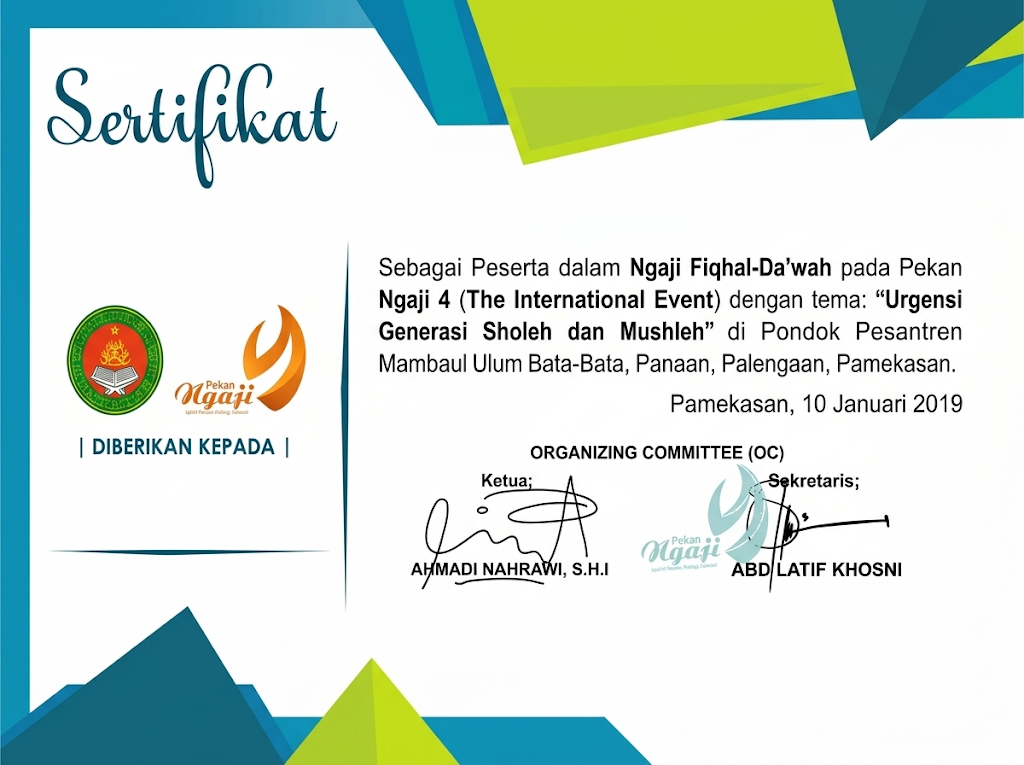 Sertifikat
Sebagai Peserta dalam Ngaji Fiqhal-Da’wah pada Pekan
Ngaji 4 (The International Event) dengan tema: “Urgensi
Generasi Sholeh dan Mushleh” di Pondok Pesantren
Mambaul Ulum Bata-Bata, Panaan, Palengaan, Pamekasan.
Pamekasan, 10 Januari 2019
Pekan
Ngaji
| DIBERIKAN KEPADA |
ORGANIZING COMMITTEE (OC)
Ketua;
Sekretaris;
Pekan
Ngaji
AHMADI NAHRAWI, S.H.I
ABD LATIF KHOSNI